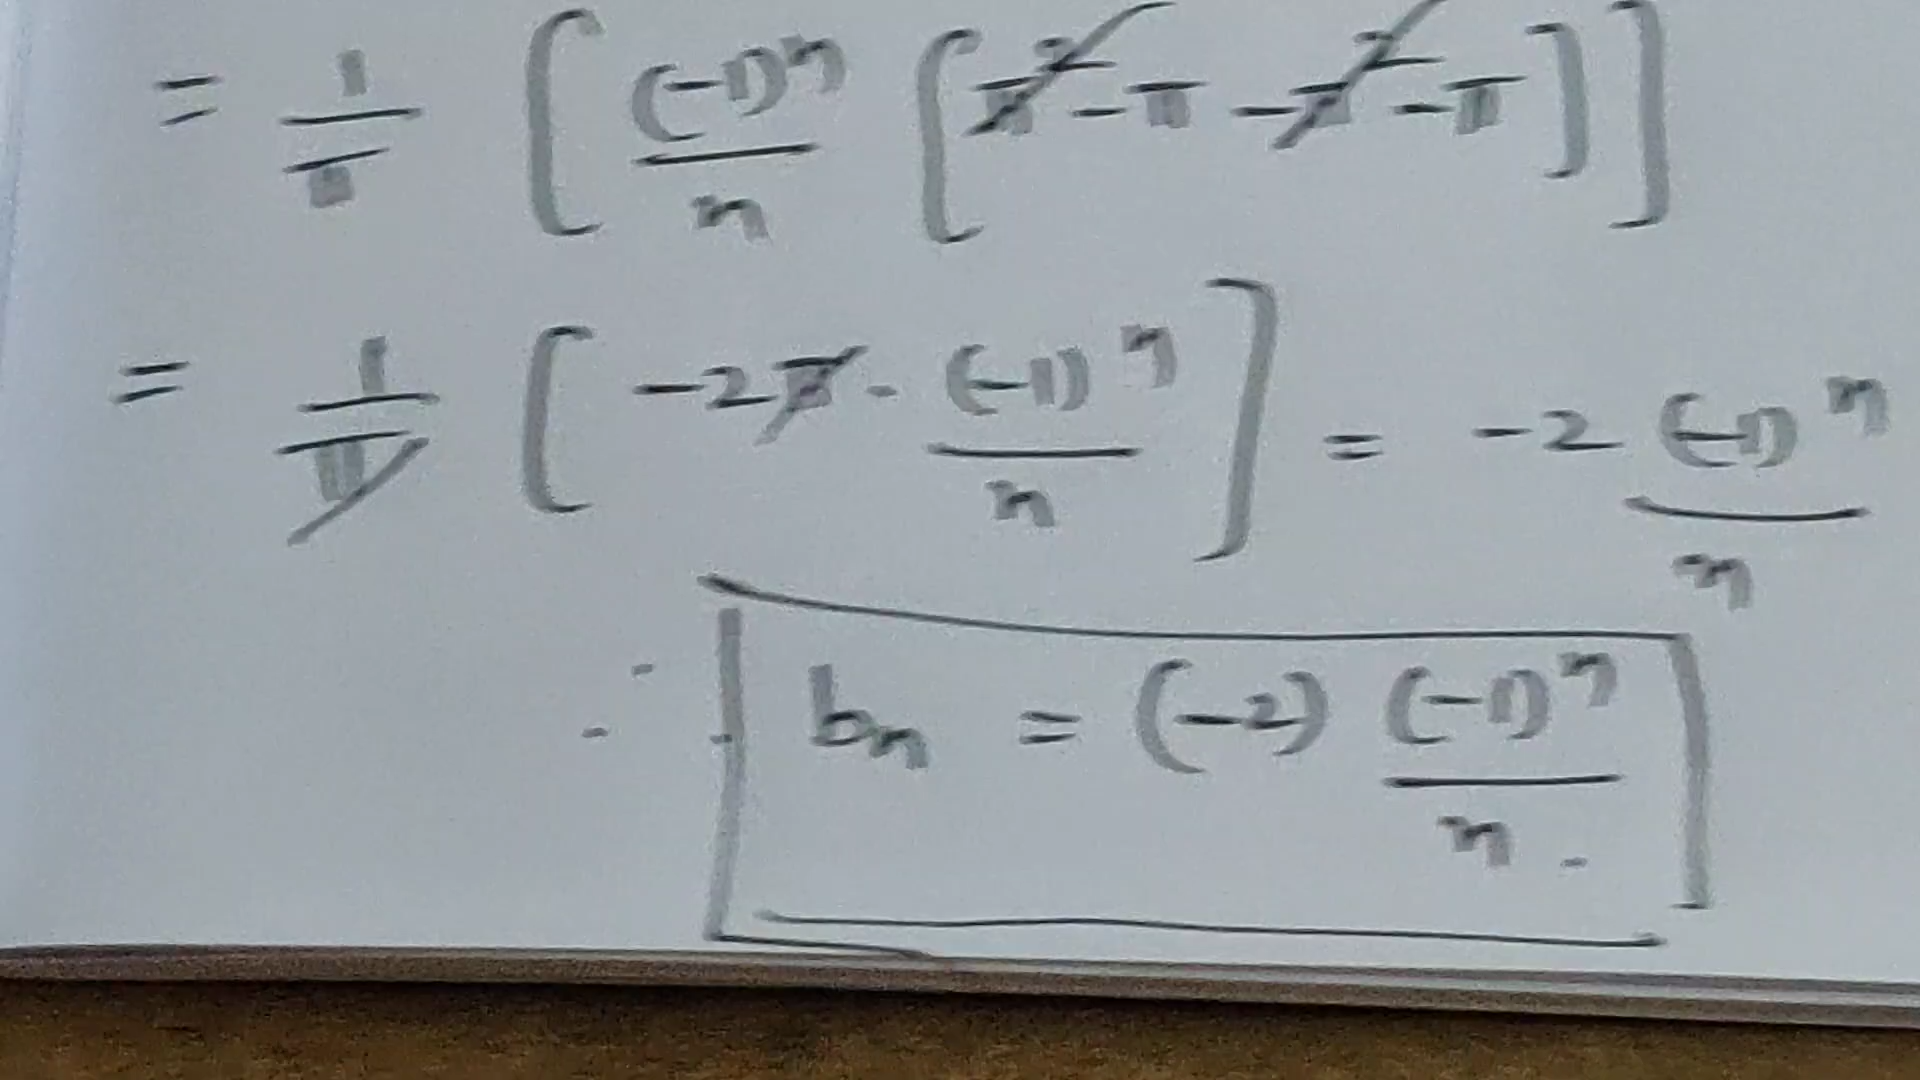 = 1/π [ (-1)^n/n [ π² - π - π² - π ] ]
= 1/π [ -2π · (-1)^n/n ] = -2 (-1)^n/n
∴ b_n = (-2) (-1)^n/n .